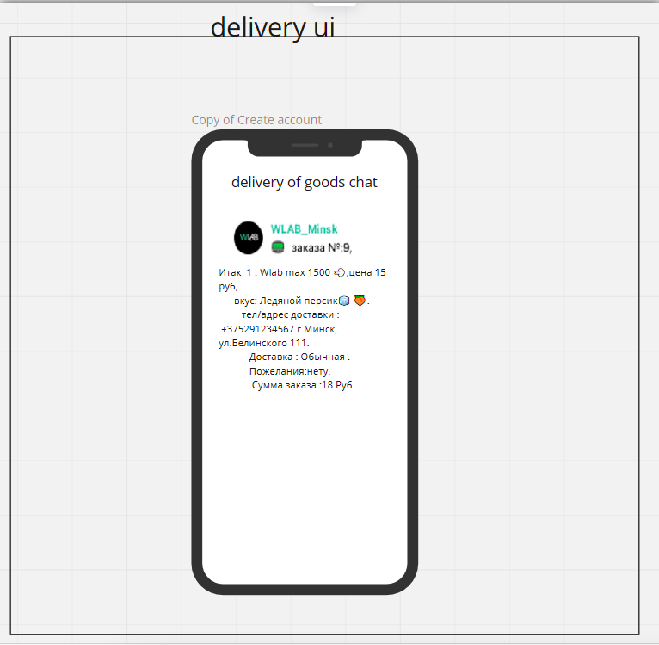 delivery ui
Copy of Create account
delivery of goods chat
WLAB
WLAB_Minsk
заказа №:9,
Итак 1 : Wlab max 1500 💨,цена 15
руб,
вкус: Ледяной персик🧊 🍑.
тел/адрес доставки :
+375291234567 г.Минск
ул.Белинского 111.
Доставка : Обычная .
Пожелания:нету.
Сумма заказа :18 Руб